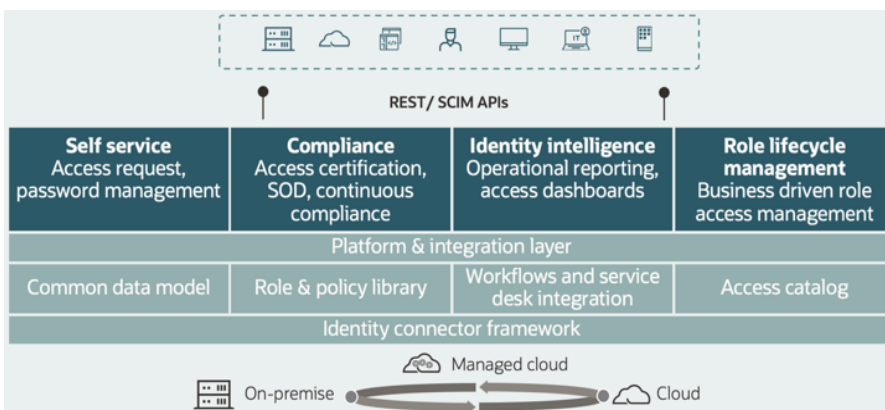 IT
REST/ SCIM APIs
Self service
Access request,
password management
Compliance
Access certification,
SOD, continuous
compliance
Identity intelligence
Operational reporting,
access dashboards
Role lifecycle
management
Business driven role
access management
Platform & integration layer
Common data model
Role & policy library
Workflows and service
desk integration
Access catalog
Identity connector framework
Managed cloud
On-premise
Cloud